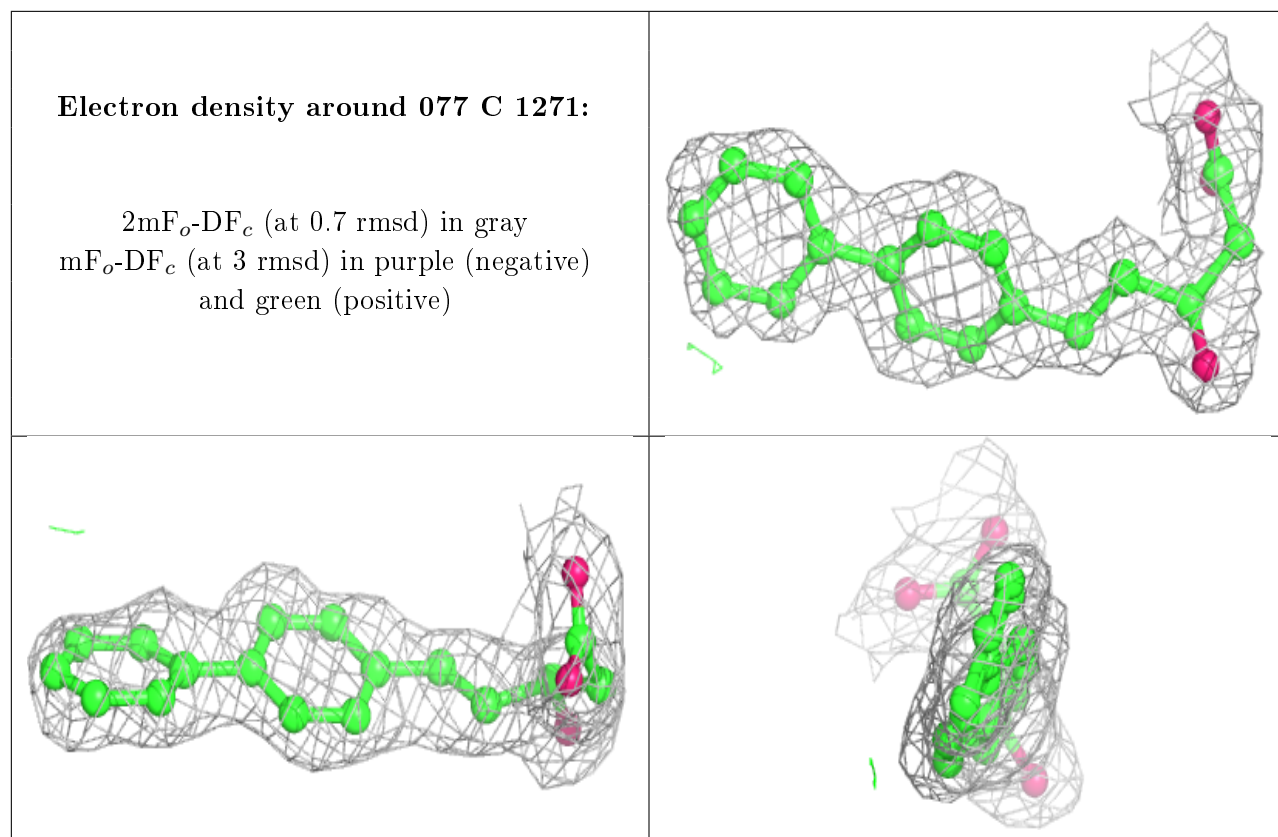 Electron density around 077 C 1271:
2mFo-DFc (at 0.7 rmsd) in gray
mFo-DFc (at 3 rmsd) in purple (negative)
and green (positive)